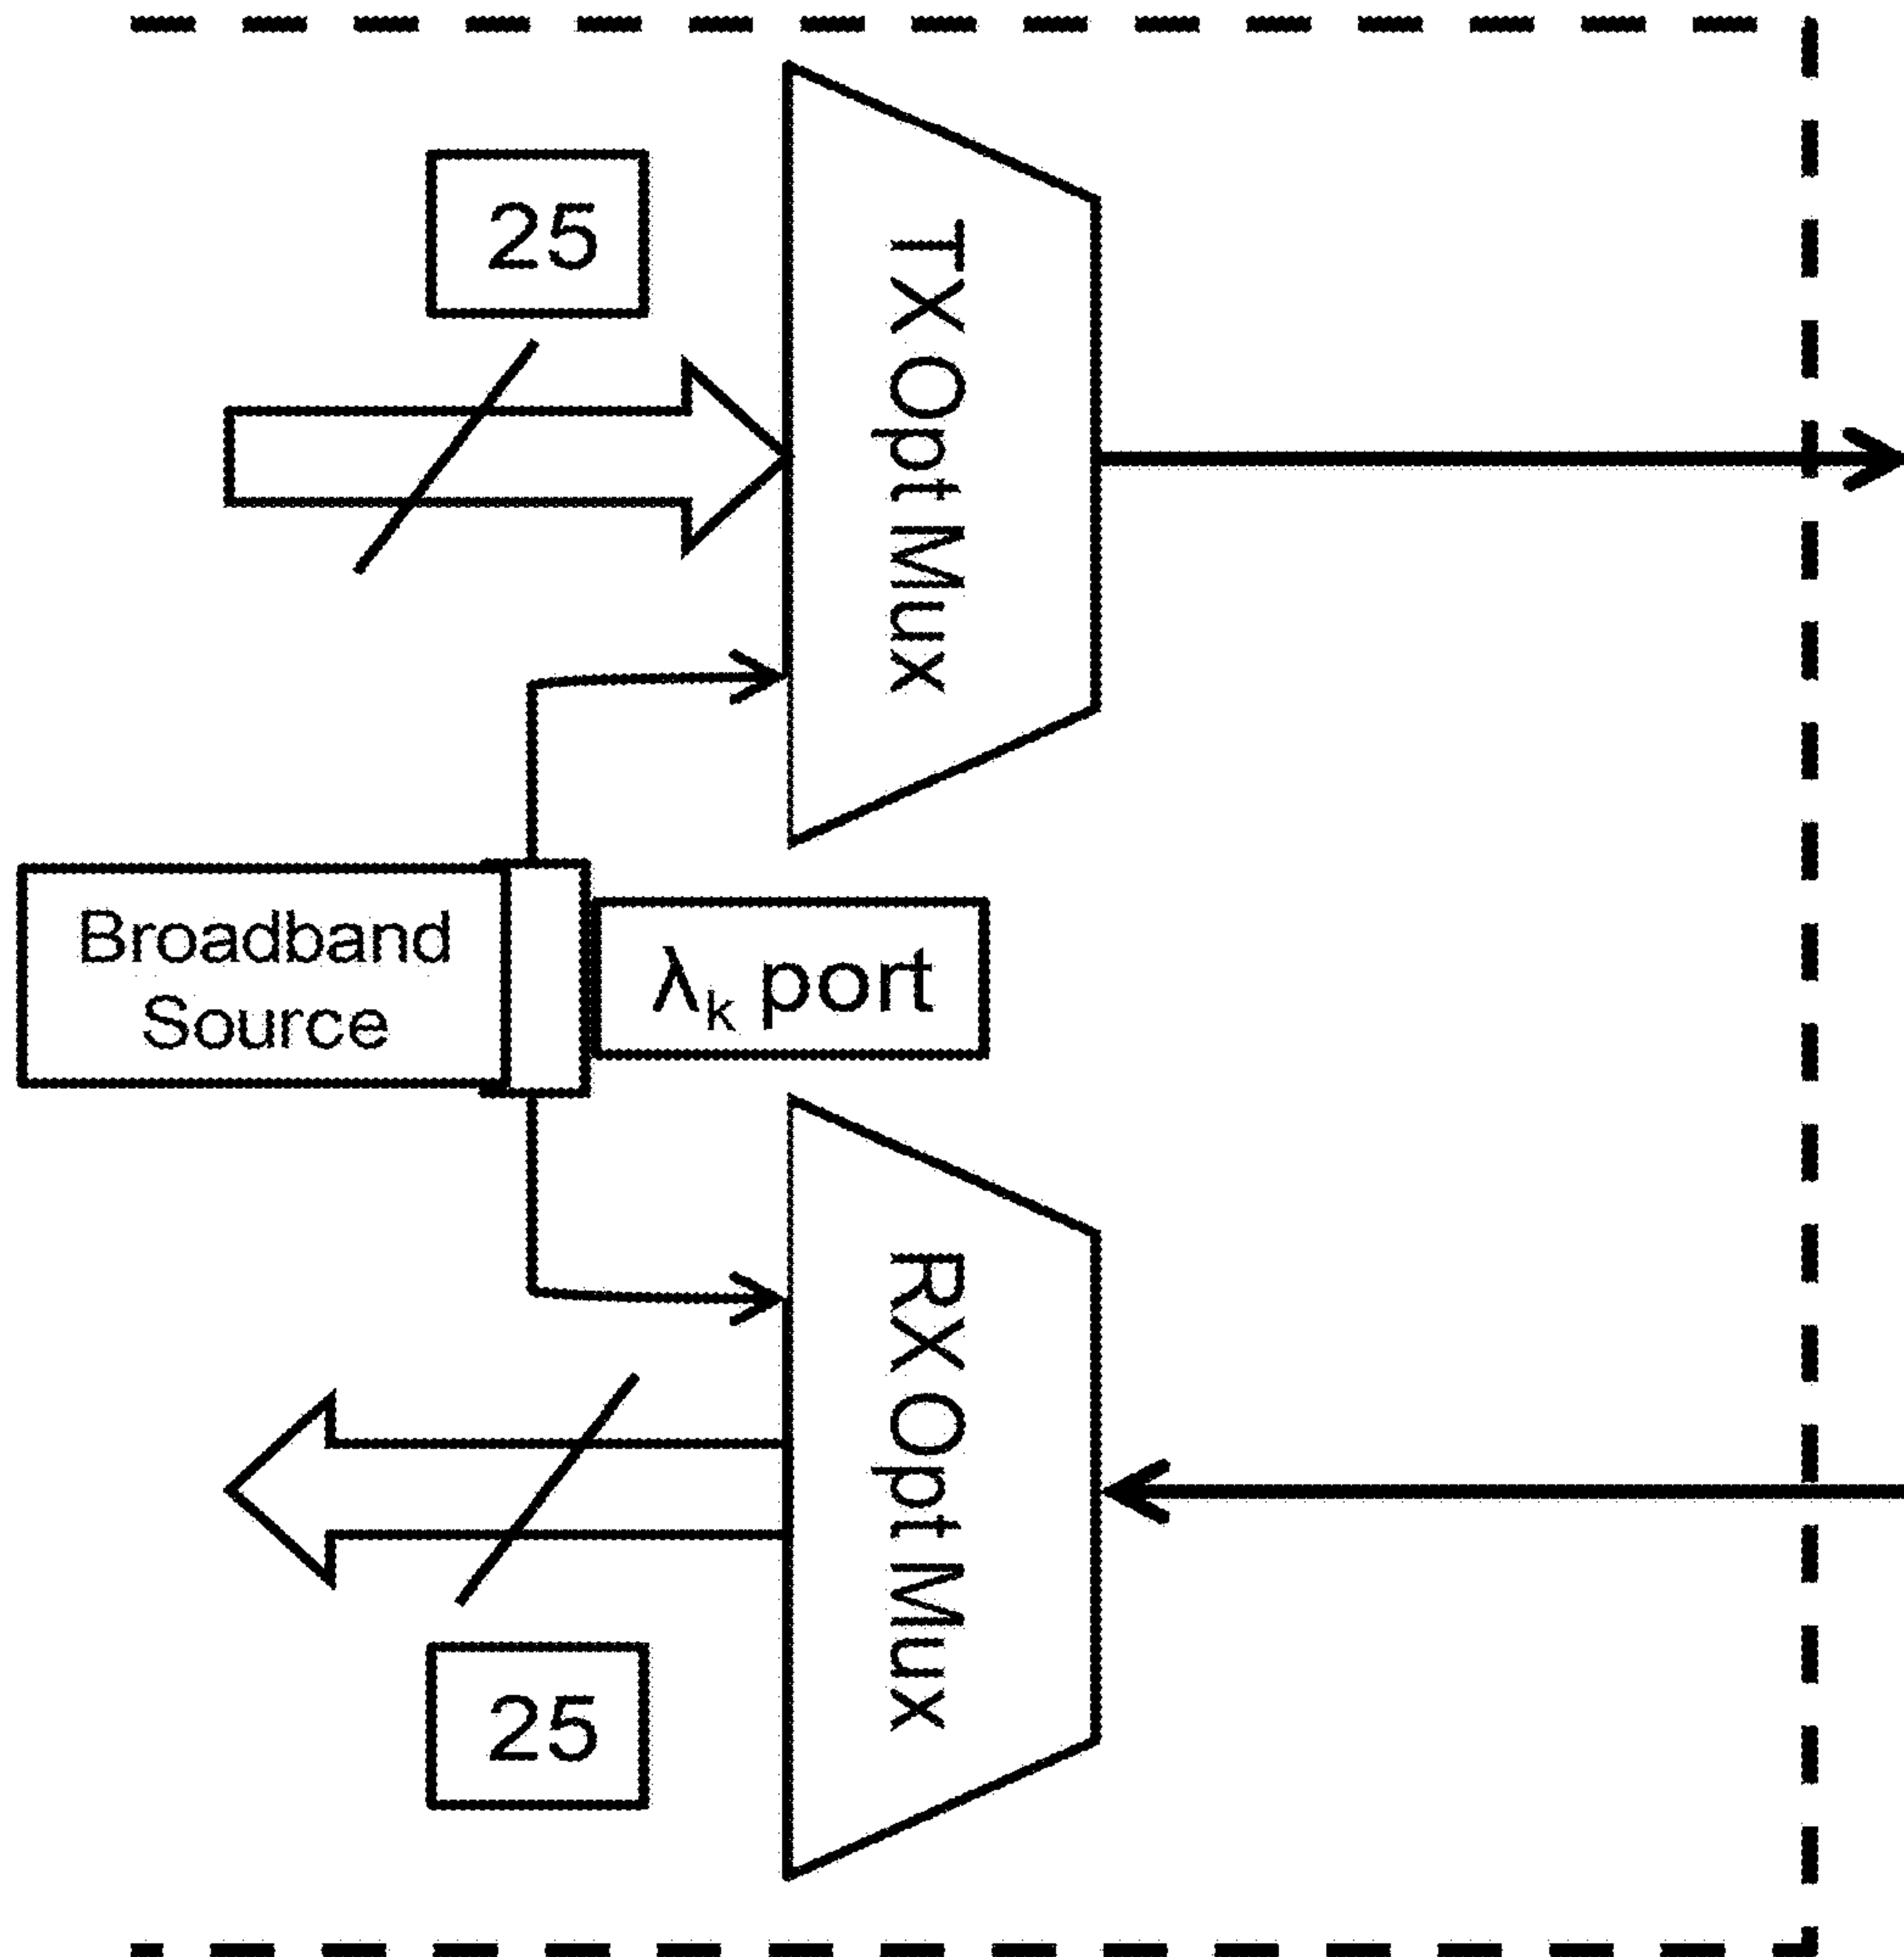 25
TX Opt Mux
Broadband
Source
λk port
RX Opt Mux
25